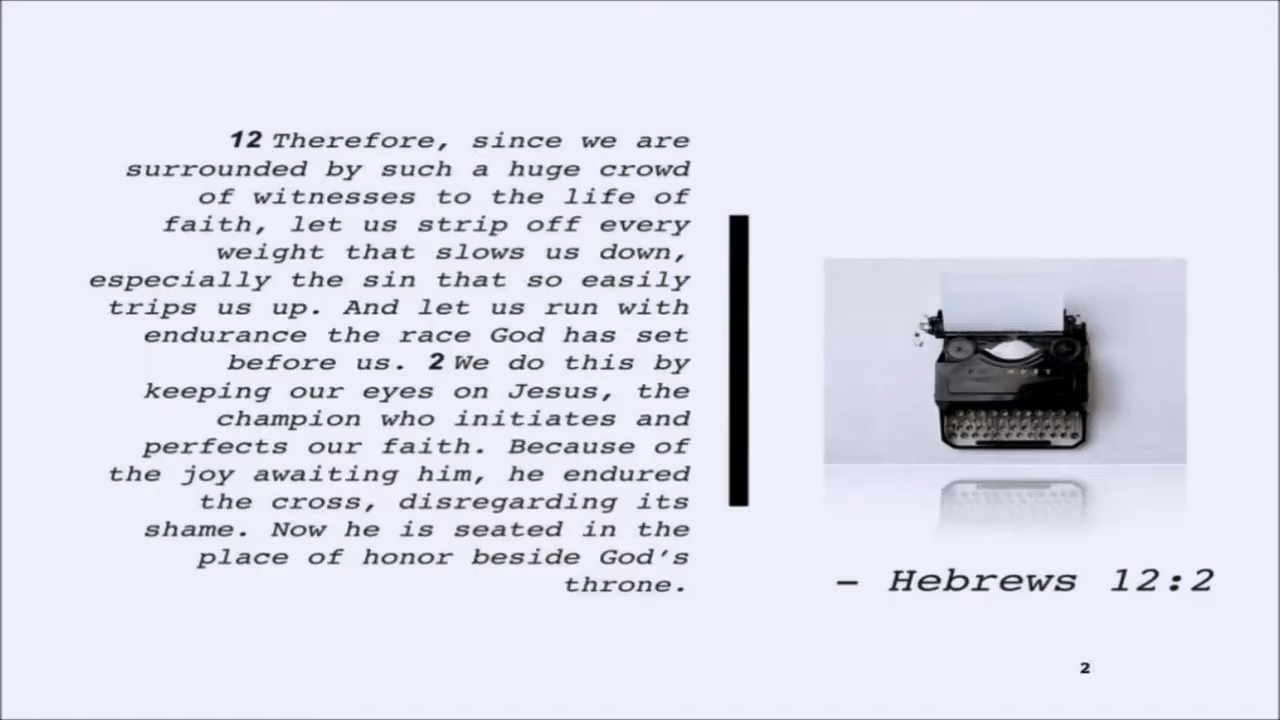 12 Therefore, since we are
surrounded by such a huge crowd
of witnesses to the life of
faith, let us strip off every
weight that slows us down,
especially the sin that so easily
trips us up. And let us run with
endurance the race God has set
before us. 2 We do this by
keeping our eyes on Jesus, the
champion who initiates and
perfects our faith. Because of
the joy awaiting him, he endured
the cross, disregarding its
shame. Now he is seated in the
place of honor beside God's
throne.
– Hebrews 12:2
2